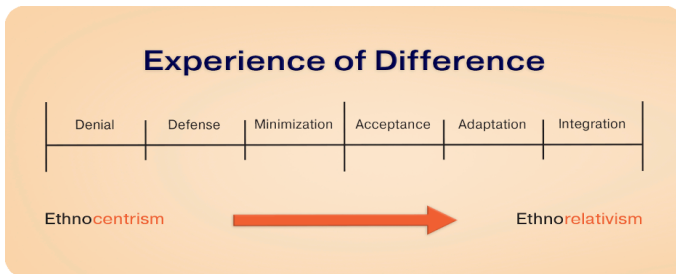 Experience of Difference
Denial Defense Minimization Acceptance Adaptation Integration
Ethnocentrism Ethnorelativism